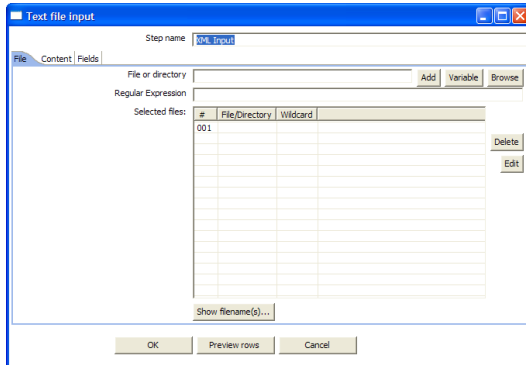 Text file input
Step name XML Input
File Content Fields
File or directory Add Variable Browse
Regular Expression
Selected files: # File/Directory Wildcard
001
Delete
Edit
Show filename(s)...
OK Preview rows Cancel